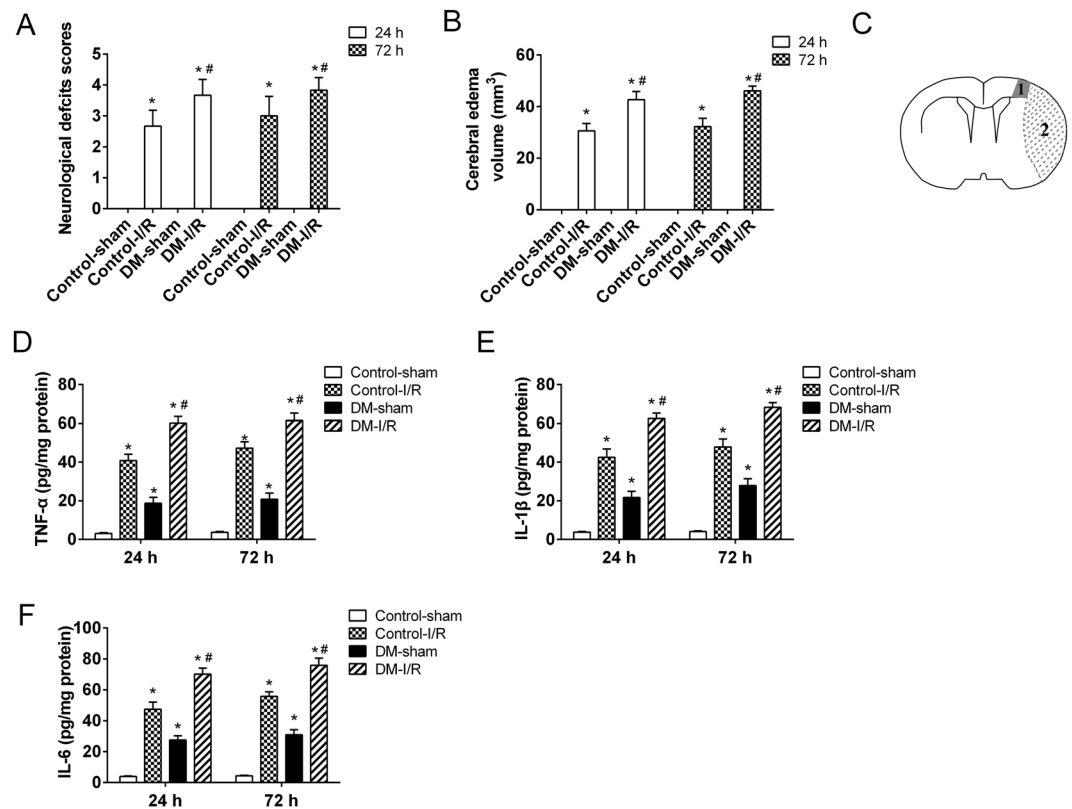 A
24 h
72 h
Neurological defcits scores
5
4
3
2
1
0
*
* #
*
* #
Control-sham
Control-I/R
DM-sham
DM-I/R
Control-sham
Control-I/R
DM-sham
DM-I/R
B
24 h
72 h
Cerebral edema
volume (mm³)
60
40
20
0
*
* #
*
*#
Control-sham
Control-I/R
DM-sham
DM-I/R
Control-sham
Control-I/R
DM-sham
DM-I/R
C
1
2
D
Control-sham
Control-I/R
DM-sham
DM-I/R
TNF-α (pg/mg protein)
80
60
40
20
0
*
*
* #
*
*
* #
24 h
72 h
E
Control-sham
Control-I/R
DM-sham
DM-I/R
IL-1β (pg/mg protein)
80
60
40
20
0
*
*
* #
*
*
*#
24 h
72 h
F
Control-sham
Control-I/R
DM-sham
DM-I/R
IL-6 (pg/mg protein)
100
80
60
40
20
0
*
*
* #
*
*
*#
24 h
72 h